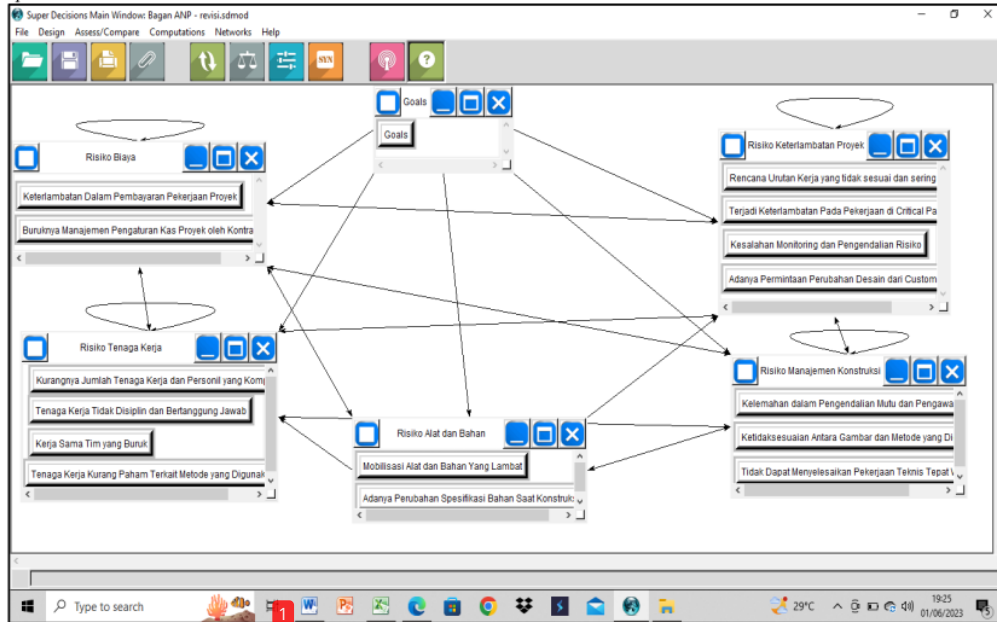 Super Decisions Main Window: Bagan ANP - revisi.sdmod
File Design Assess/Compare Computations Networks Help
SYN
Goals
Goals
Risiko Biaya
Keterlambatan Dalam Pembayaran Pekerjaan Proyek
Buruknya Manajemen Pengaturan Kas Proyek oleh Kontra
Risiko Keterlambatan Proyek
Rencana Urutan Kerja yang tidak sesuai dan sering
Terjadi Keterlambatan Pada Pekerjaan di Critical Pa
Kesalahan Monitoring dan Pengendalian Risiko
Adanya Permintaan Perubahan Desain dari Custom
Risiko Tenaga Kerja
Kurangnya Jumlah Tenaga Kerja dan Personil yang Komp
Tenaga Kerja Tidak Disiplin dan Bertanggung Jawab
Kerja Sama Tim yang Buruk
Tenaga Kerja Kurang Paham Terkait Metode yang Digunak
Risiko Alat dan Bahan
Mobilisasi Alat dan Bahan Yang Lambat
Adanya Perubahan Spesifikasi Bahan Saat Konstruks
Risiko Manajemen Konstruksi
Kelemahan dalam Pengendalian Mutu dan Pengawa
Ketidaksesuaian Antara Gambar dan Metode yang Di
Tidak Dapat Menyelesaikan Pekerjaan Teknis Tepat
Type to search
1
29°C
19:25
01/06/2023
5